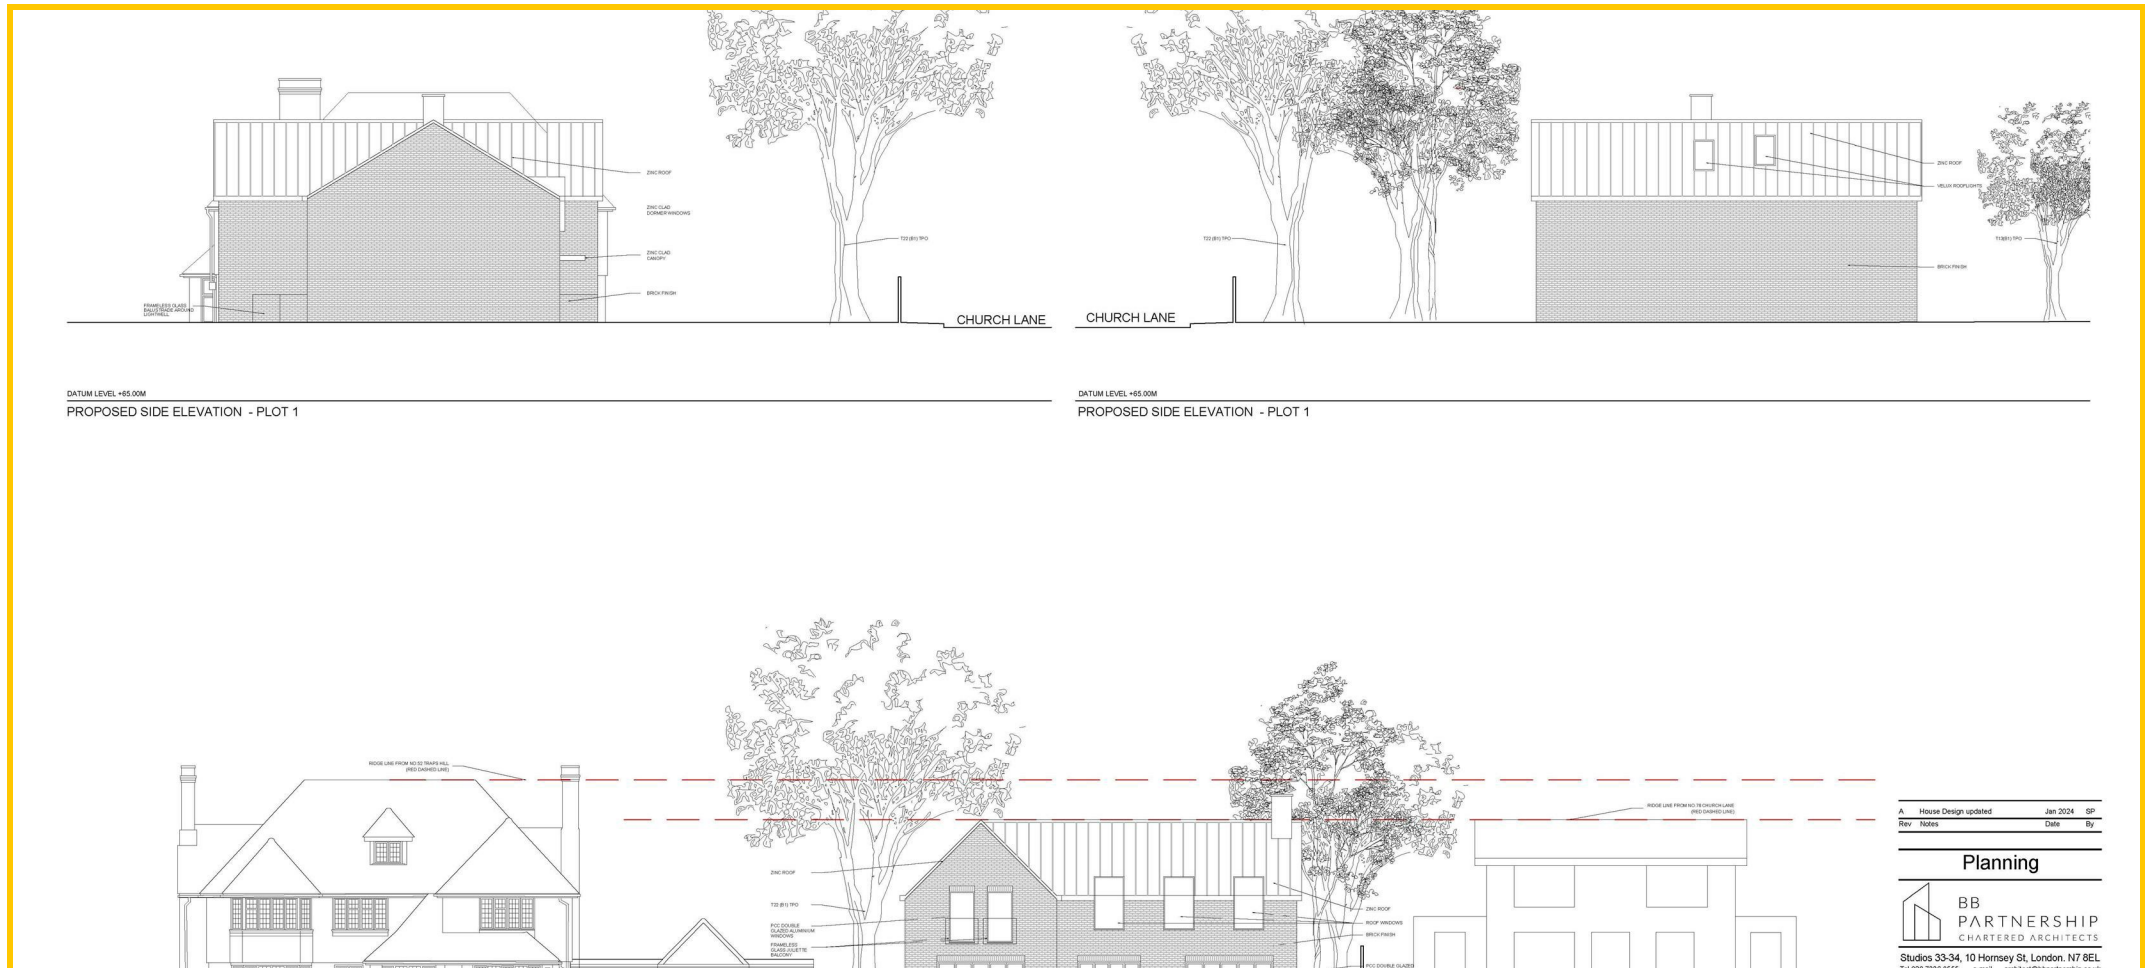 ZINC ROOF
ZINC CLAD
DORMER WINDOWS
ZINC CLAD
CANOPY
BRICK FINISH
FRAMELESS GLASS
BALUSTRADE AROUND
LIGHTWELL
T22 (B1) TPO
CHURCH LANE
DATUM LEVEL +65.00M
PROPOSED SIDE ELEVATION - PLOT 1
T22 (B1) TPO
CHURCH LANE
ZINC ROOF
VELUX ROOFLIGHTS
T13(B1) TPO
BRICK FINISH
DATUM LEVEL +65.00M
PROPOSED SIDE ELEVATION - PLOT 1
RIDGE LINE FROM NO 52 TRAPS HILL
(RED DASHED LINE)
ZINC ROOF
T22 (B1) TPO
PCC DOUBLE
GLAZED ALUMINIUM
WINDOWS
FRAMELESS
GLASS JULIETTE
BALCONY
ZINC ROOF
ROOF WINDOWS
BRICK FINISH
PCC DOUBLE GLAZED
RIDGE LINE FROM NO 78 CHURCH LANE
(RED DASHED LINE)
A House Design updated Jan 2024 SP
Rev Notes Date By
Planning
BB
PARTNERSHIP
CHARTERED ARCHITECTS
Studios 33-34, 10 Hornsey St, London. N7 8EL